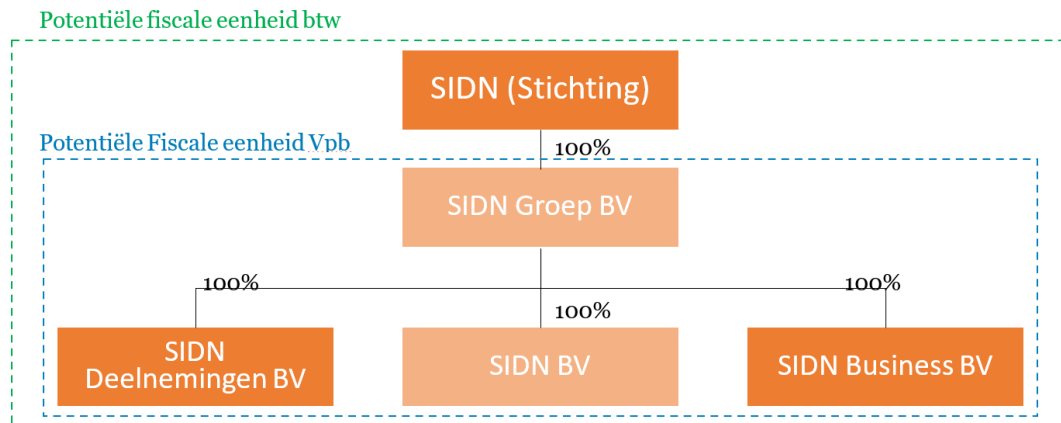 Potentiële fiscale eenheid btw
SIDN (Stichting)
Potentiële Fiscale eenheid Vpb
100%
SIDN Groep BV
100%
100%
100%
SIDN
Deelnemingen BV
SIDN BV
SIDN Business BV